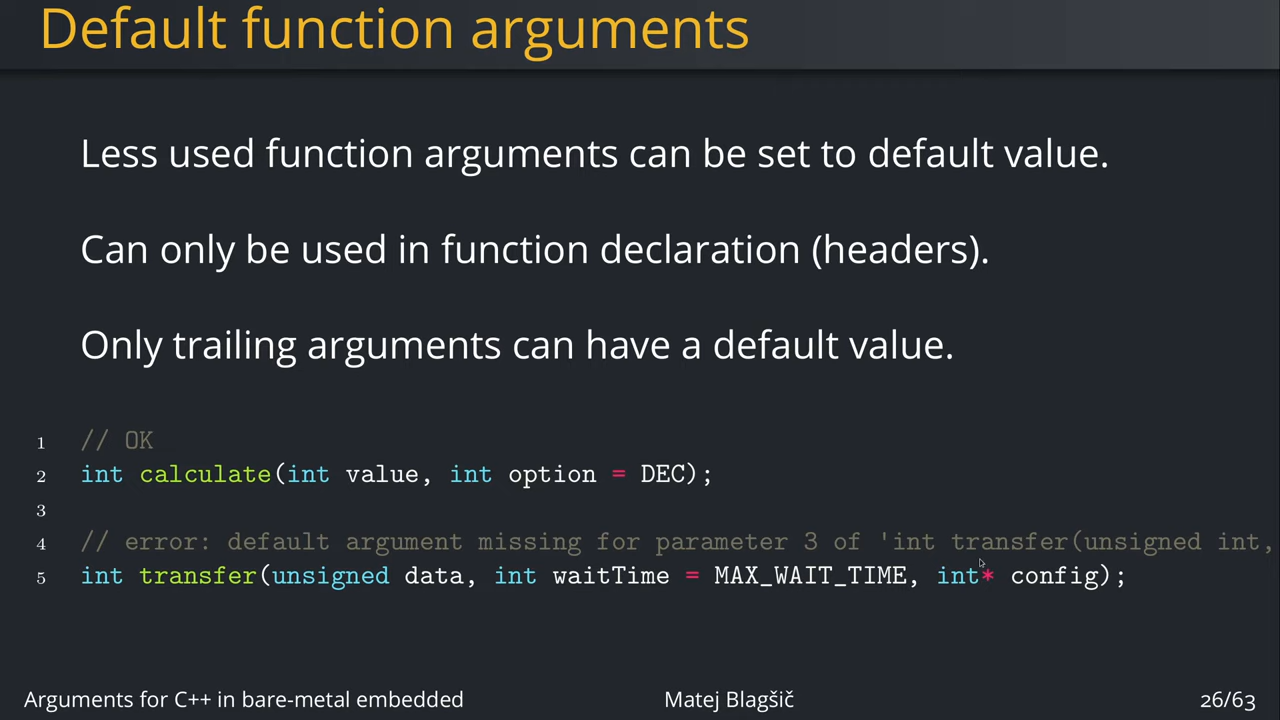 Default function arguments
Less used function arguments can be set to default value.
Can only be used in function declaration (headers).
Only trailing arguments can have a default value.
1 // OK
2 int calculate(int value, int option = DEC);
3
4 // error: default argument missing for parameter 3 of 'int transfer(unsigned int,
5 int transfer(unsigned data, int waitTime = MAX_WAIT_TIME, int* config);
Arguments for C++ in bare-metal embedded Matej Blagšič 26/63